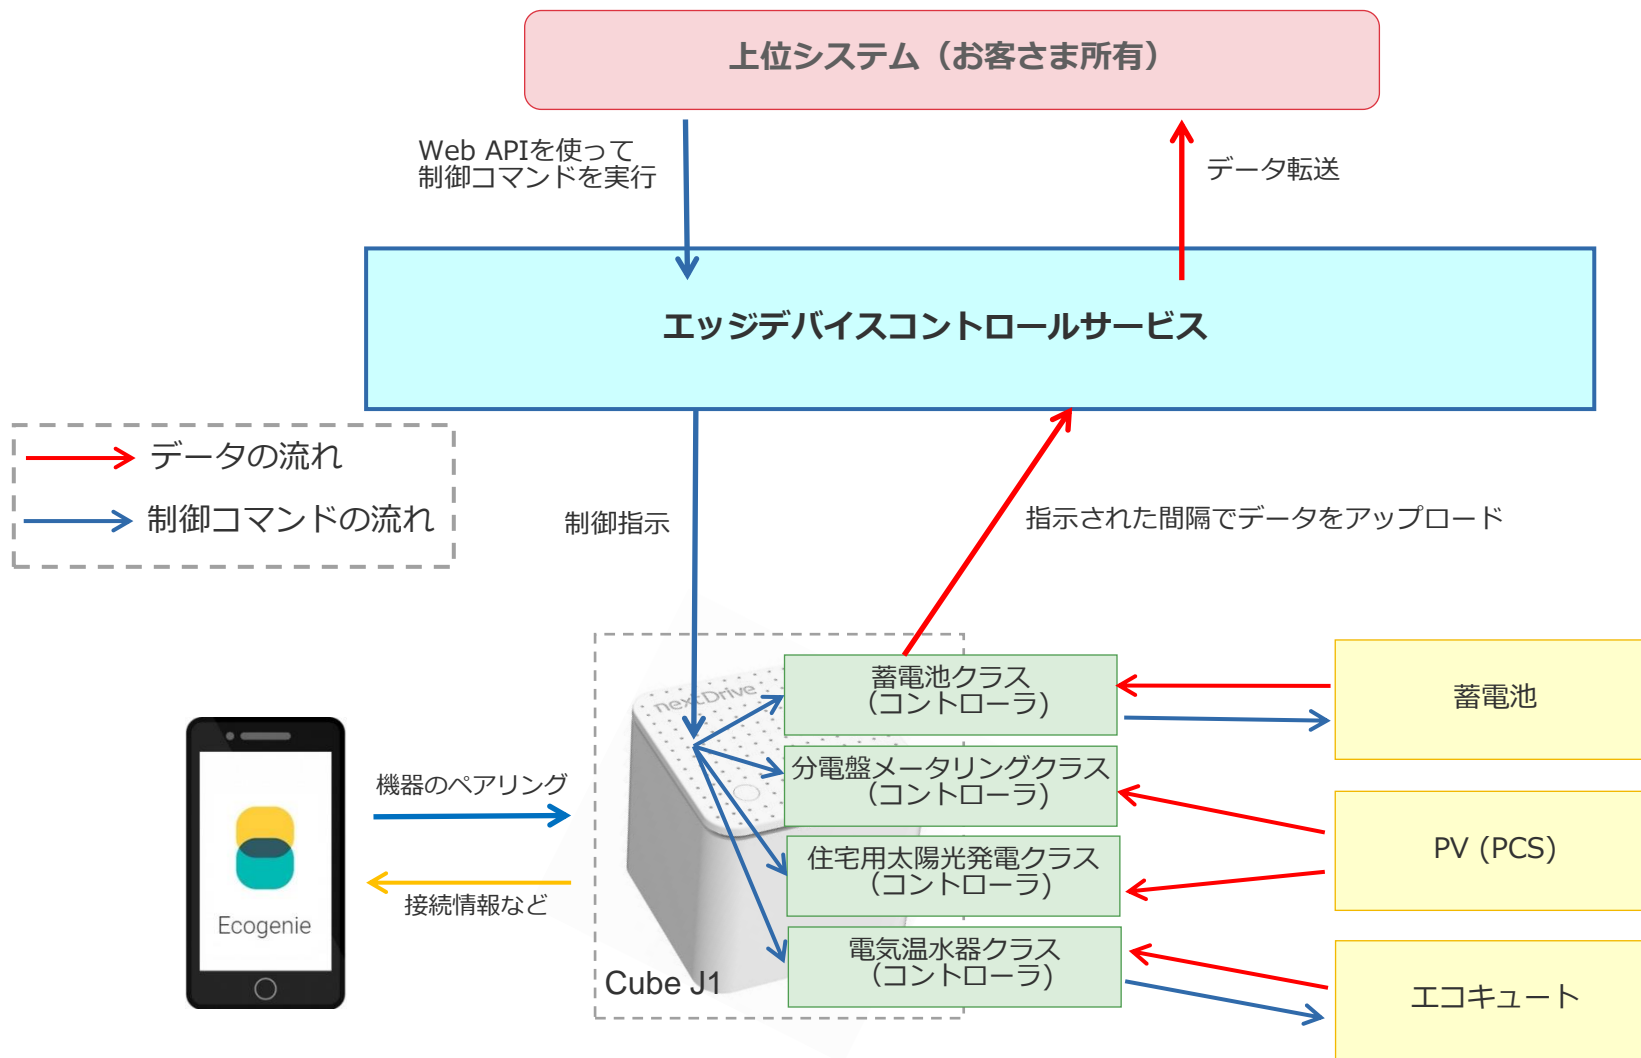 上位システム（お客さま所有）
Web APIを使って
制御コマンドを実行
データ転送
エッジデバイスコントロールサービス
データの流れ
制御コマンドの流れ
制御指示
指示された間隔でデータをアップロード
nextDrive
蓄電池クラス
（コントローラ)
蓄電池
分電盤メータリングクラス
（コントローラ)
機器のペアリング
住宅用太陽光発電クラス
（コントローラ)
PV (PCS)
接続情報など
Ecogenie
電気温水器クラス
（コントローラ)
Cube J1
エコキュート